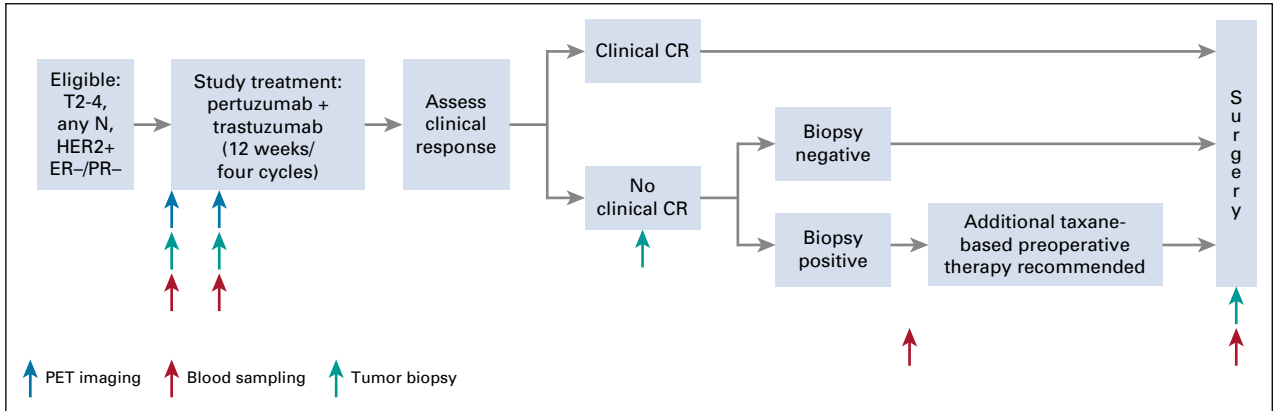 Eligible:
T2-4,
any N,
HER2+
ER–/PR–
Study treatment:
pertuzumab +
trastuzumab
(12 weeks/
four cycles)
Assess
clinical
response
Clinical CR
No
clinical CR
Biopsy
negative
Biopsy
positive
Additional taxane-
based preoperative
therapy recommended
Surgery
PET imaging
Blood sampling
Tumor biopsy